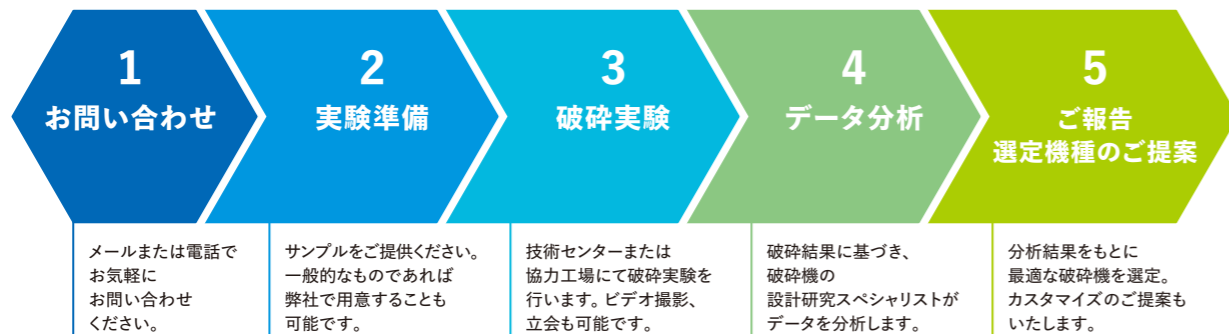 1
お問い合わせ
メールまたは電話で
お気軽に
お問い合わせ
ください。
2
実験準備
サンプルをご提供ください。
一般的なものであれば
弊社で用意することも
可能です。
3
破砕実験
技術センターまたは
協力工場にて破砕実験を
行います。ビデオ撮影、
立会も可能です。
4
データ分析
破砕結果に基づき、
破砕機の
設計研究スペシャリストが
データを分析します。
5
ご報告
選定機種のご提案
分析結果をもとに
最適な破砕機を選定。
カスタマイズのご提案も
いたします。